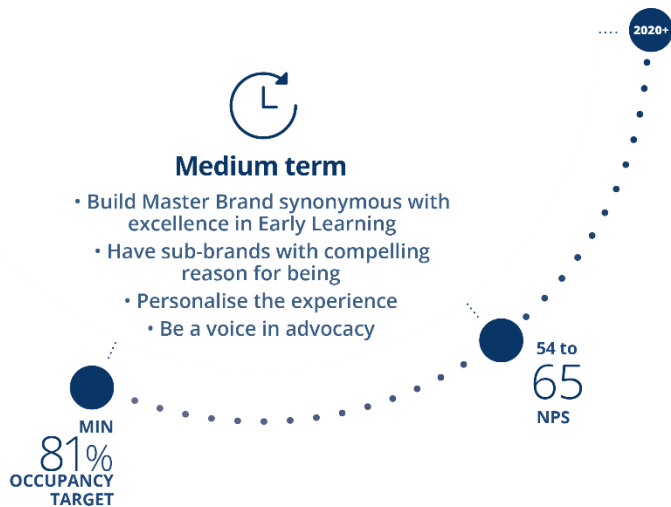 2020+
Medium term
• Build Master Brand synonymous with
excellence in Early Learning
• Have sub-brands with compelling
reason for being
• Personalise the experience
• Be a voice in advocacy
54 to
65
NPS
MIN
81%
OCCUPANCY
TARGET